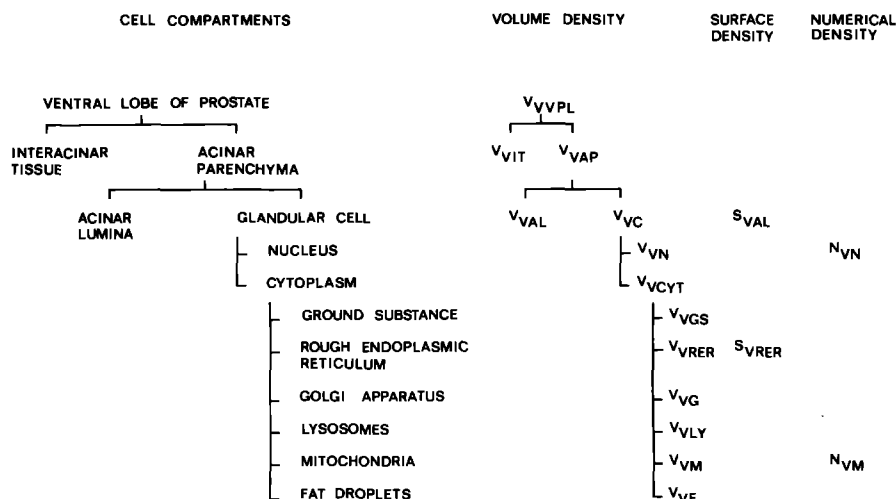 CELL COMPARTMENTS VOLUME DENSITY SURFACE DENSITY NUMERICAL DENSITY
VENTRAL LOBE OF PROSTATE VVVPL
INTERACINAR TISSUE ACINAR PARENCHYMA VVIT VVAP
ACINAR LUMINA GLANDULAR CELL VVAL VVC SVAL
NUCLEUS VVN NVN
CYTOPLASM VVCYT
GROUND SUBSTANCE VVGS
ROUGH ENDOPLASMIC RETICULUM VVRER SVRER
GOLGI APPARATUS VVG
LYSOSOMES VVLY
MITOCHONDRIA VVM NVM
FAT DROPLETS VVF